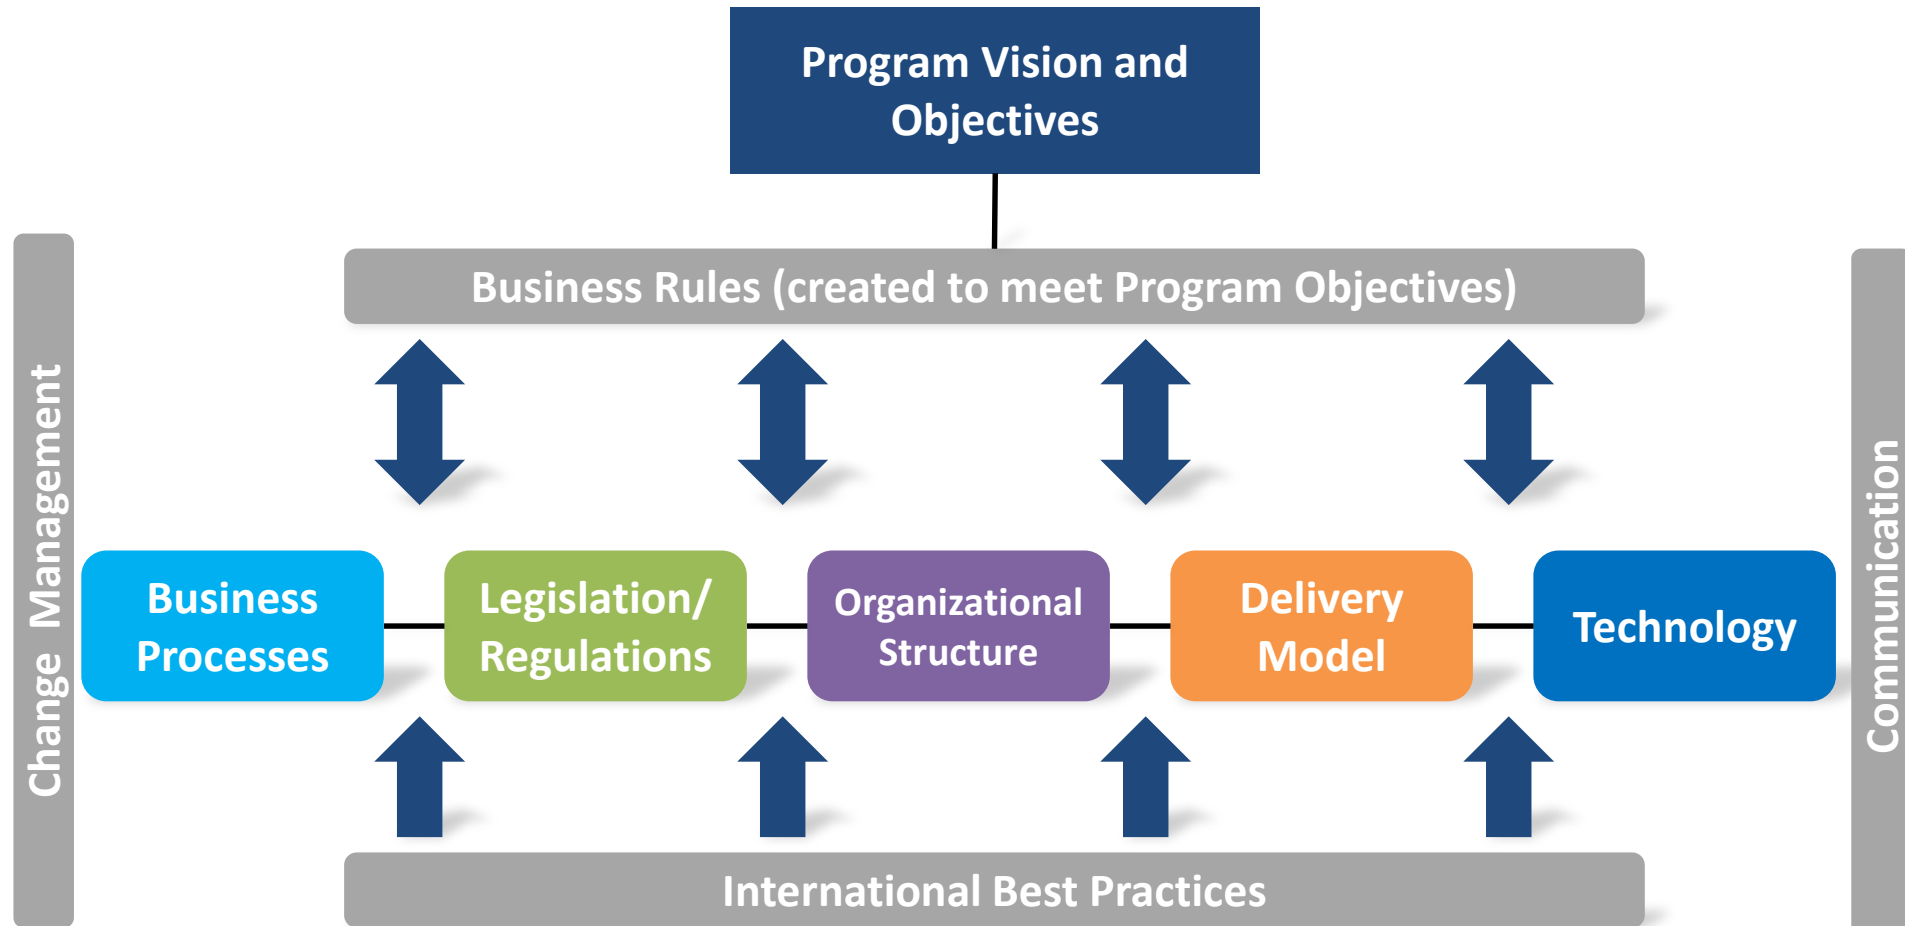 Program Vision and
Objectives
Business Rules (created to meet Program Objectives)
Change Management
Business
Processes
Legislation/
Regulations
Organizational
Structure
Delivery
Model
Technology
Communication
International Best Practices